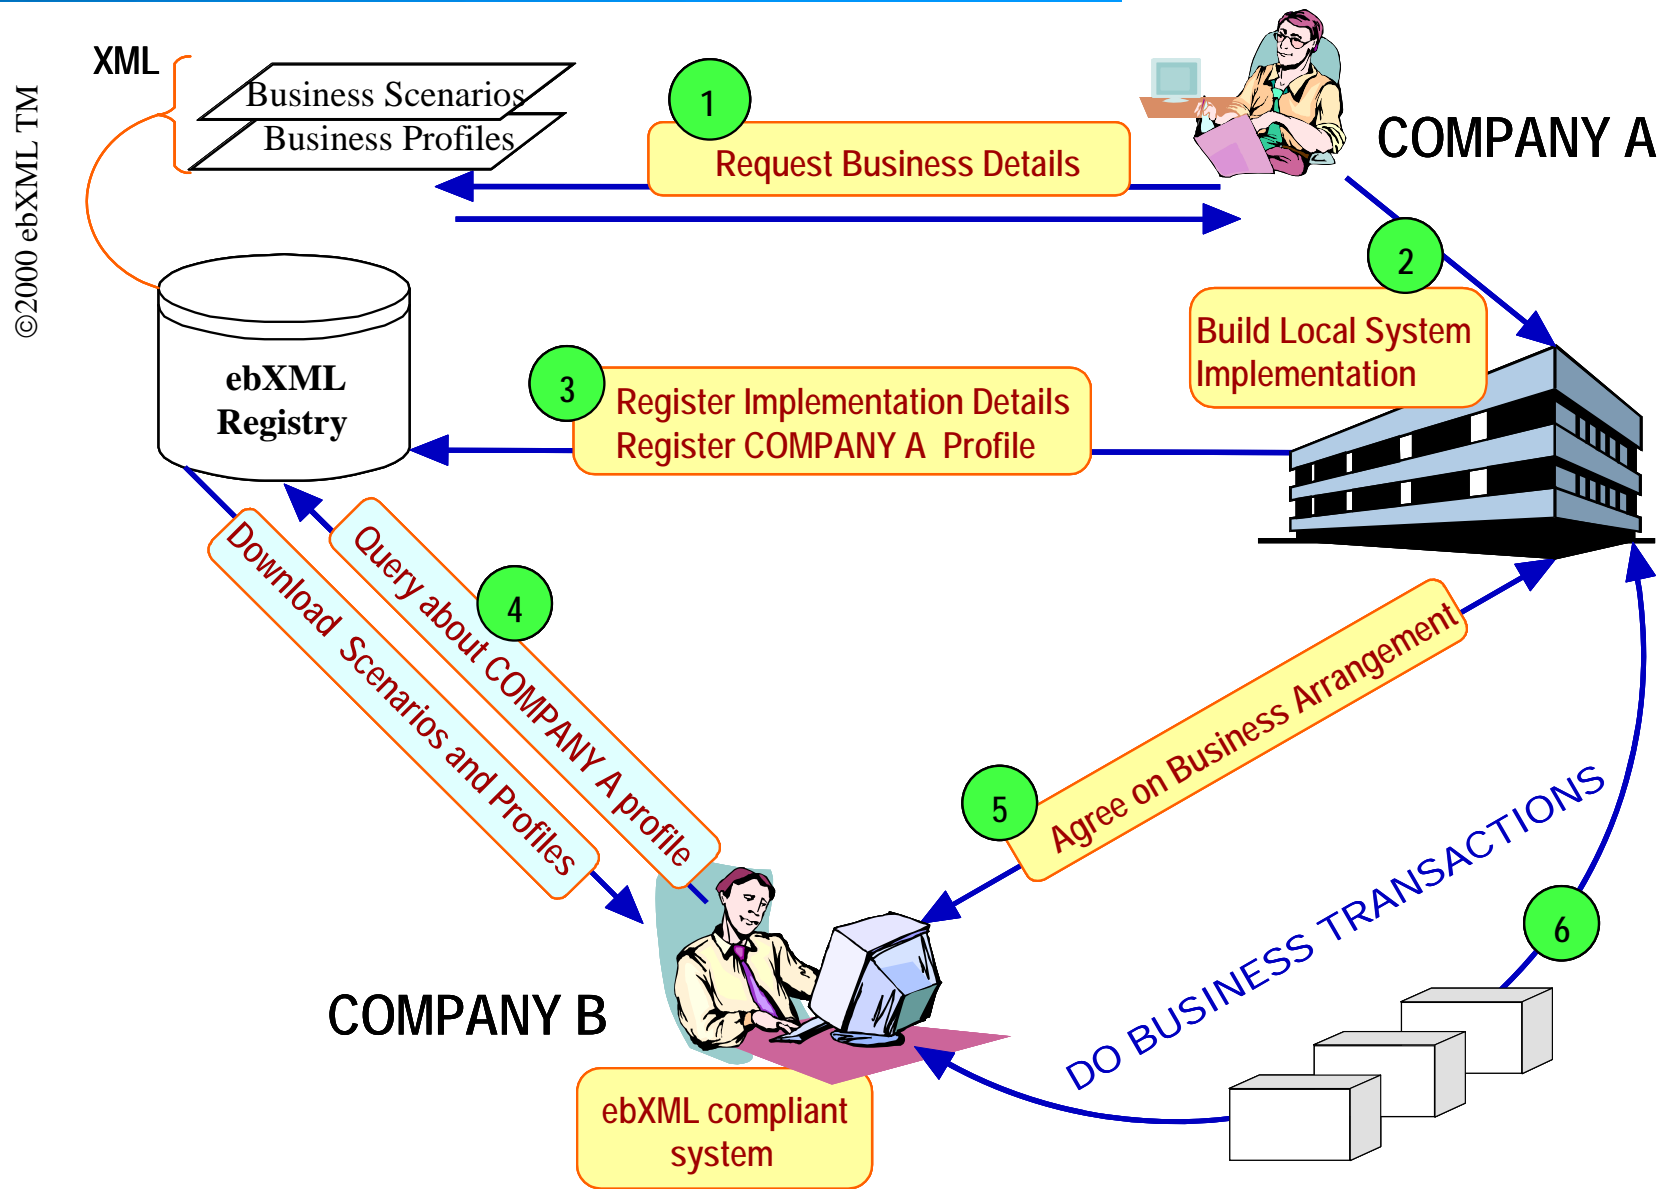 XML
Business Scenarios
Business Profiles
©2000 ebXML TM
1
Request Business Details
COMPANY A
2
Build Local System
Implementation
ebXML
Registry
3
Register Implementation Details
Register COMPANY A Profile
4
Query about COMPANY A profile
Download Scenarios and Profiles
5
Agree on Business Arrangement
6
DO BUSINESS TRANSACTIONS
COMPANY B
ebXML compliant
system